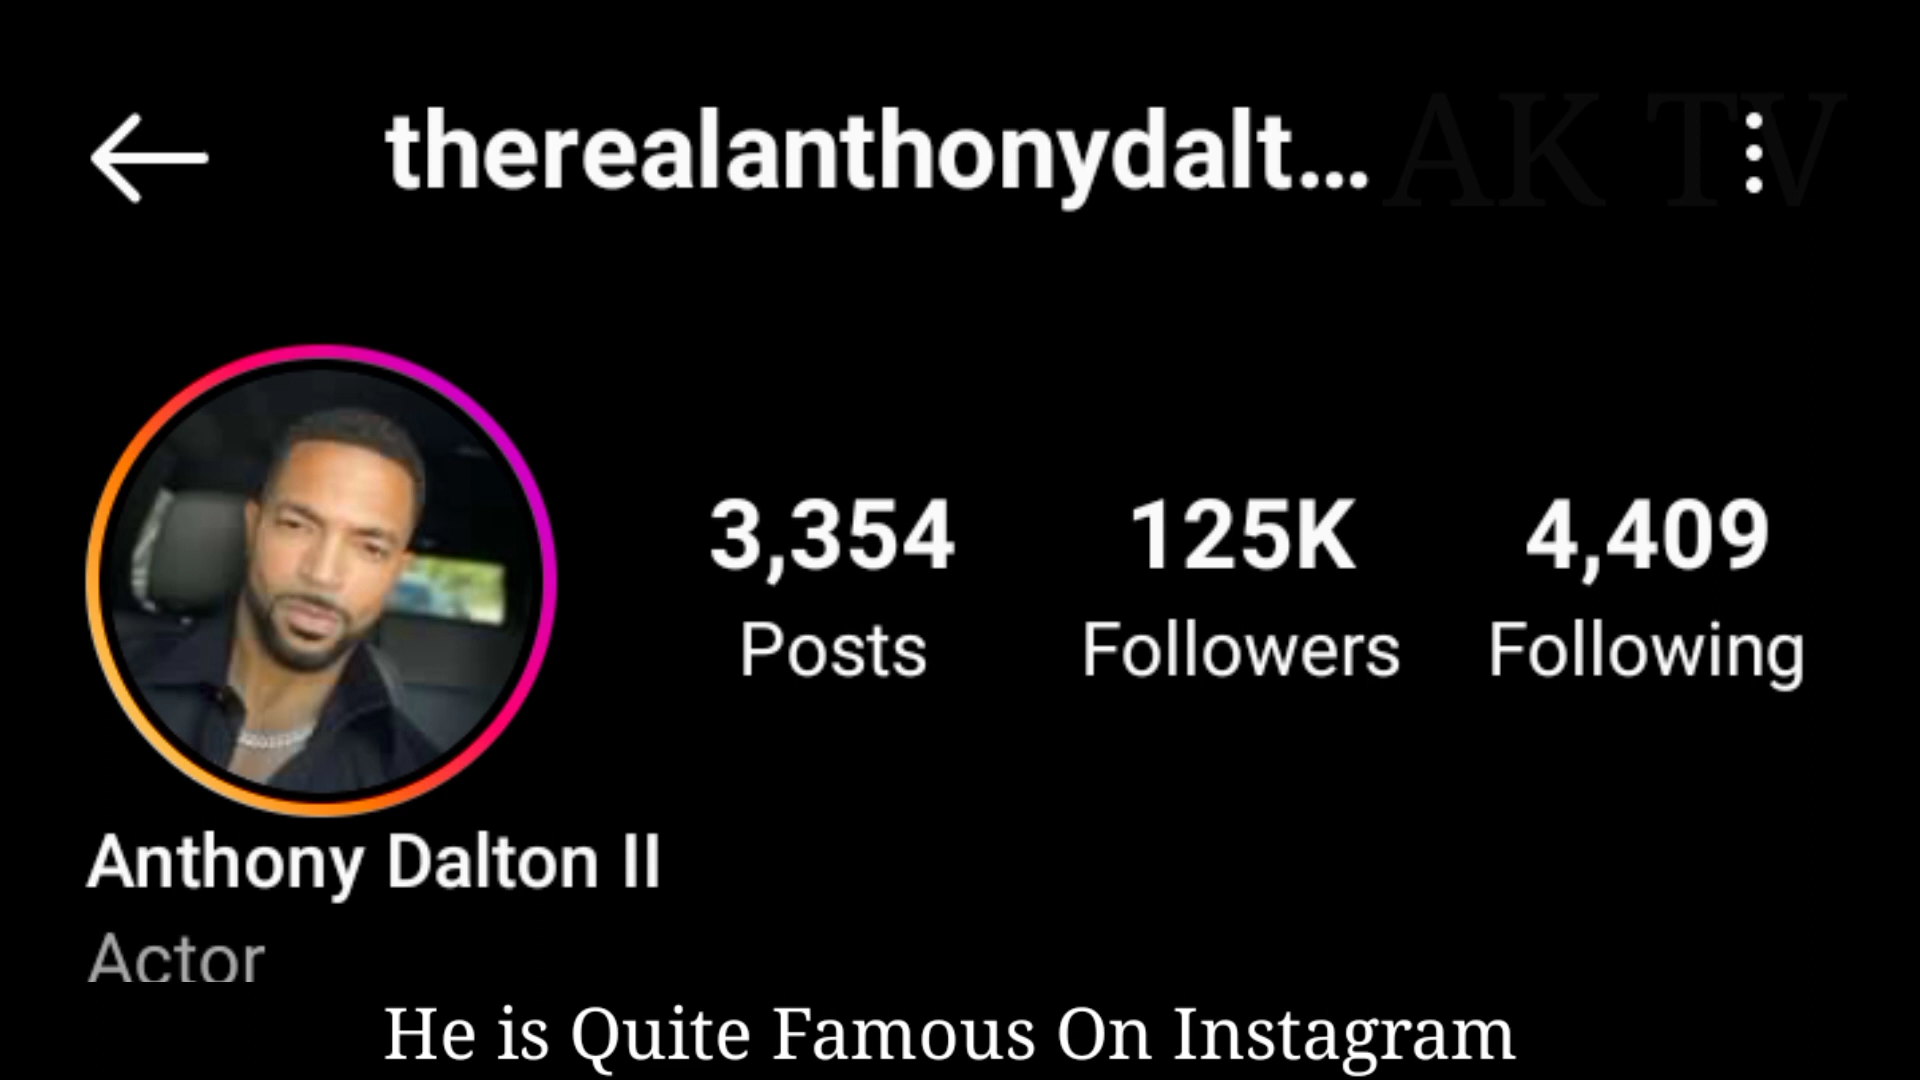 therealanthonydalt...
AK TV
3,354 125K 4,409
Posts Followers Following
Anthony Dalton II
Actor
He is Quite Famous On Instagram